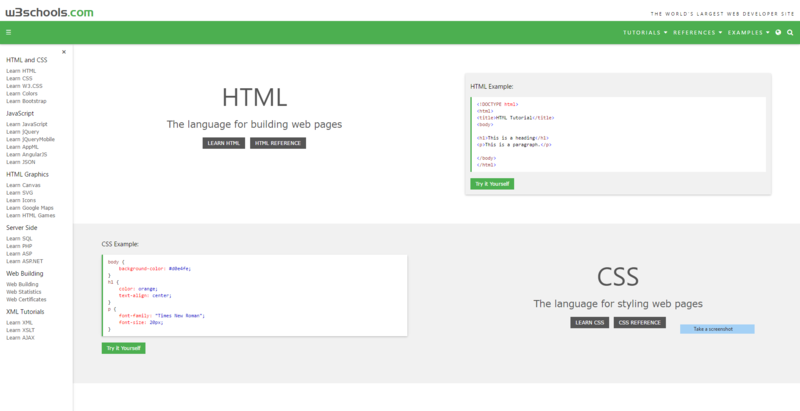 w3schools.com
THE WORLD'S LARGEST WEB DEVELOPER SITE
TUTORIALS REFERENCES EXAMPLES
HTML and CSS
Learn HTML
Learn CSS
Learn W3.CSS
Learn Colors
Learn Bootstrap
JavaScript
Learn JavaScript
Learn jQuery
Learn jQueryMobile
Learn AppML
Learn AngularJS
Learn JSON
HTML Graphics
Learn Canvas
Learn SVG
Learn Icons
Learn Google Maps
Learn HTML Games
Server Side
Learn SQL
Learn PHP
Learn ASP
Learn ASP.NET
Web Building
Web Building
Web Statistics
Web Certificates
XML Tutorials
Learn XML
Learn XSLT
Learn AJAX
HTML
The language for building web pages
LEARN HTML HTML REFERENCE
HTML Example:
<!DOCTYPE html>
<html>
<title>HTML Tutorial</title>
<body>
<h1>This is a heading</h1>
<p>This is a paragraph.</p>
</body>
</html>
Try it Yourself
CSS Example:
body {
background-color: #d0e4fe;
}
h1 {
color: orange;
text-align: center;
}
p {
font-family: "Times New Roman";
font-size: 20px;
}
Try it Yourself
CSS
The language for styling web pages
LEARN CSS CSS REFERENCE
Take a screenshot